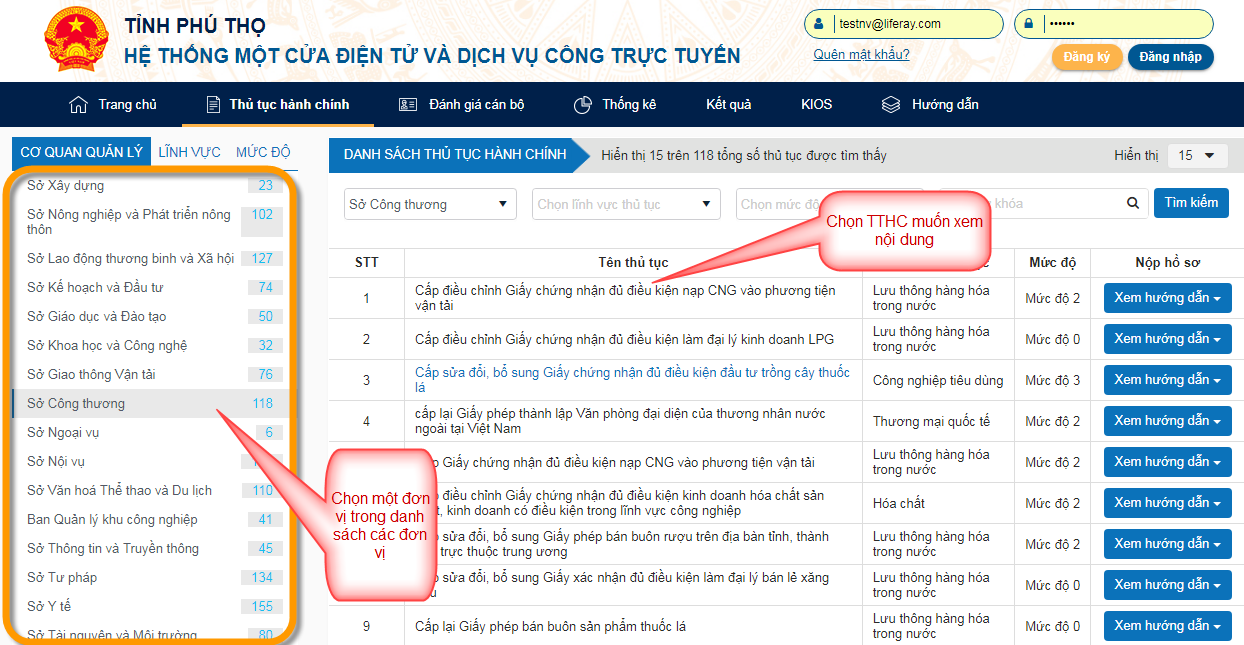 TỈNH PHÚ THỌ
HỆ THỐNG MỘT CỬA ĐIỆN TỬ VÀ DỊCH VỤ CÔNG TRỰC TUYẾN
testnv@liferay.com
••••••
Quên mật khẩu?
Đăng ký
Đăng nhập
Trang chủ
Thủ tục hành chính
Đánh giá cán bộ
Thống kê
Kết quả
KIOS
Hướng dẫn
CƠ QUAN QUẢN LÝ
LĨNH VỰC
MỨC ĐỘ
Sở Xây dựng 23
Sở Nông nghiệp và Phát triển nông 102
thôn
Sở Lao động thương binh và Xã hội 127
Sở Kế hoạch và Đầu tư 74
Sở Giáo dục và Đào tạo 50
Sở Khoa học và Công nghệ 32
Sở Giao thông Vận tải 76
Sở Công thương 118
Sở Ngoại vụ 6
Sở Nội vụ
Sở Văn hoá Thể thao và Du lịch 110
Ban Quản lý khu công nghiệp 41
Sở Thông tin và Truyền thông 45
Sở Tư pháp 134
Sở Y tế 155
Sở Tài nguyên và Môi trường 80
Chọn một đơn
vị trong danh
sách các đơn
vị
DANH SÁCH THỦ TỤC HÀNH CHÍNH
Hiển thị 15 trên 118 tổng số thủ tục được tìm thấy
Hiển thị 15
Sở Công thương
Chọn lĩnh vực thủ tục
Chọn mức độ
khóa
Tìm kiếm
Chọn TTHC muốn xem
nội dung
STT
Tên thủ tục
Mức độ
Nộp hồ sơ
1
Cấp điều chỉnh Giấy chứng nhận đủ điều kiện nạp CNG vào phương tiện
vận tải
Lưu thông hàng hóa
trong nước
Mức độ 2
Xem hướng dẫn
2
Cấp điều chỉnh Giấy chứng nhận đủ điều kiện làm đại lý kinh doanh LPG
Lưu thông hàng hóa
trong nước
Mức độ 0
Xem hướng dẫn
3
Cấp sửa đổi, bổ sung Giấy chứng nhận đủ điều kiện đầu tư trồng cây thuốc
lá
Công nghiệp tiêu dùng
Mức độ 3
Xem hướng dẫn
4
cấp lại Giấy phép thành lập Văn phòng đại diện của thương nhân nước
ngoài tại Việt Nam
Thương mại quốc tế
Mức độ 2
Xem hướng dẫn
Giấy chứng nhận đủ điều kiện nạp CNG vào phương tiện vận tải
Lưu thông hàng hóa
trong nước
Mức độ 2
Xem hướng dẫn
điều chỉnh Giấy chứng nhận đủ điều kiện kinh doanh hóa chất sản
kinh doanh có điều kiện trong lĩnh vực công nghiệp
Hóa chất
Mức độ 2
Xem hướng dẫn
sửa đổi, bổ sung Giấy phép bán buôn rượu trên địa bàn tỉnh, thành
trực thuộc trung ương
Lưu thông hàng hóa
trong nước
Mức độ 2
Xem hướng dẫn
sửa đổi, bổ sung Giấy xác nhận đủ điều kiện làm đại lý bán lẻ xăng
Lưu thông hàng hóa
trong nước
Mức độ 0
Xem hướng dẫn
9
Cấp lại Giấy phép bán buôn sản phẩm thuốc lá
Lưu thông hàng hóa
trong nước
Mức độ 0
Xem hướng dẫn